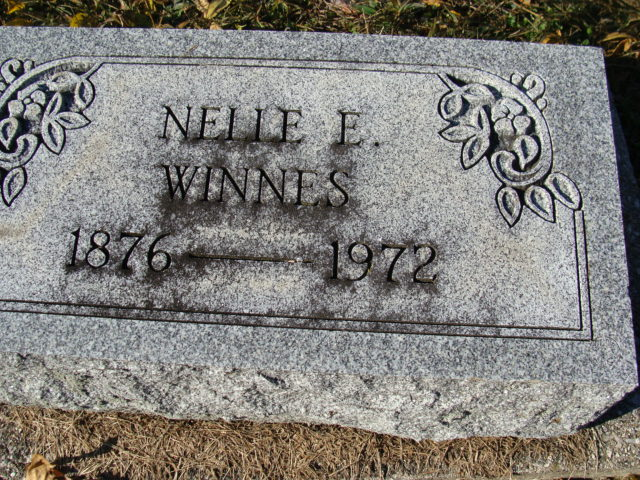 NELLE E.
WINNES
1876 — 1972